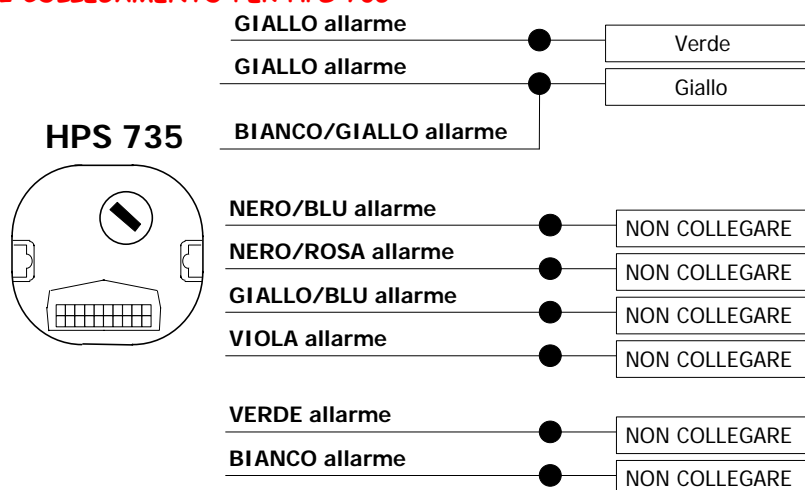 GIALLO allarme
Verde
GIALLO allarme
Giallo
HPS 735
BIANCO/GIALLO allarme
NERO/BLU allarme
NON COLLEGARE
NERO/ROSA allarme
NON COLLEGARE
GIALLO/BLU allarme
NON COLLEGARE
VIOLA allarme
NON COLLEGARE
VERDE allarme
NON COLLEGARE
BIANCO allarme
NON COLLEGARE